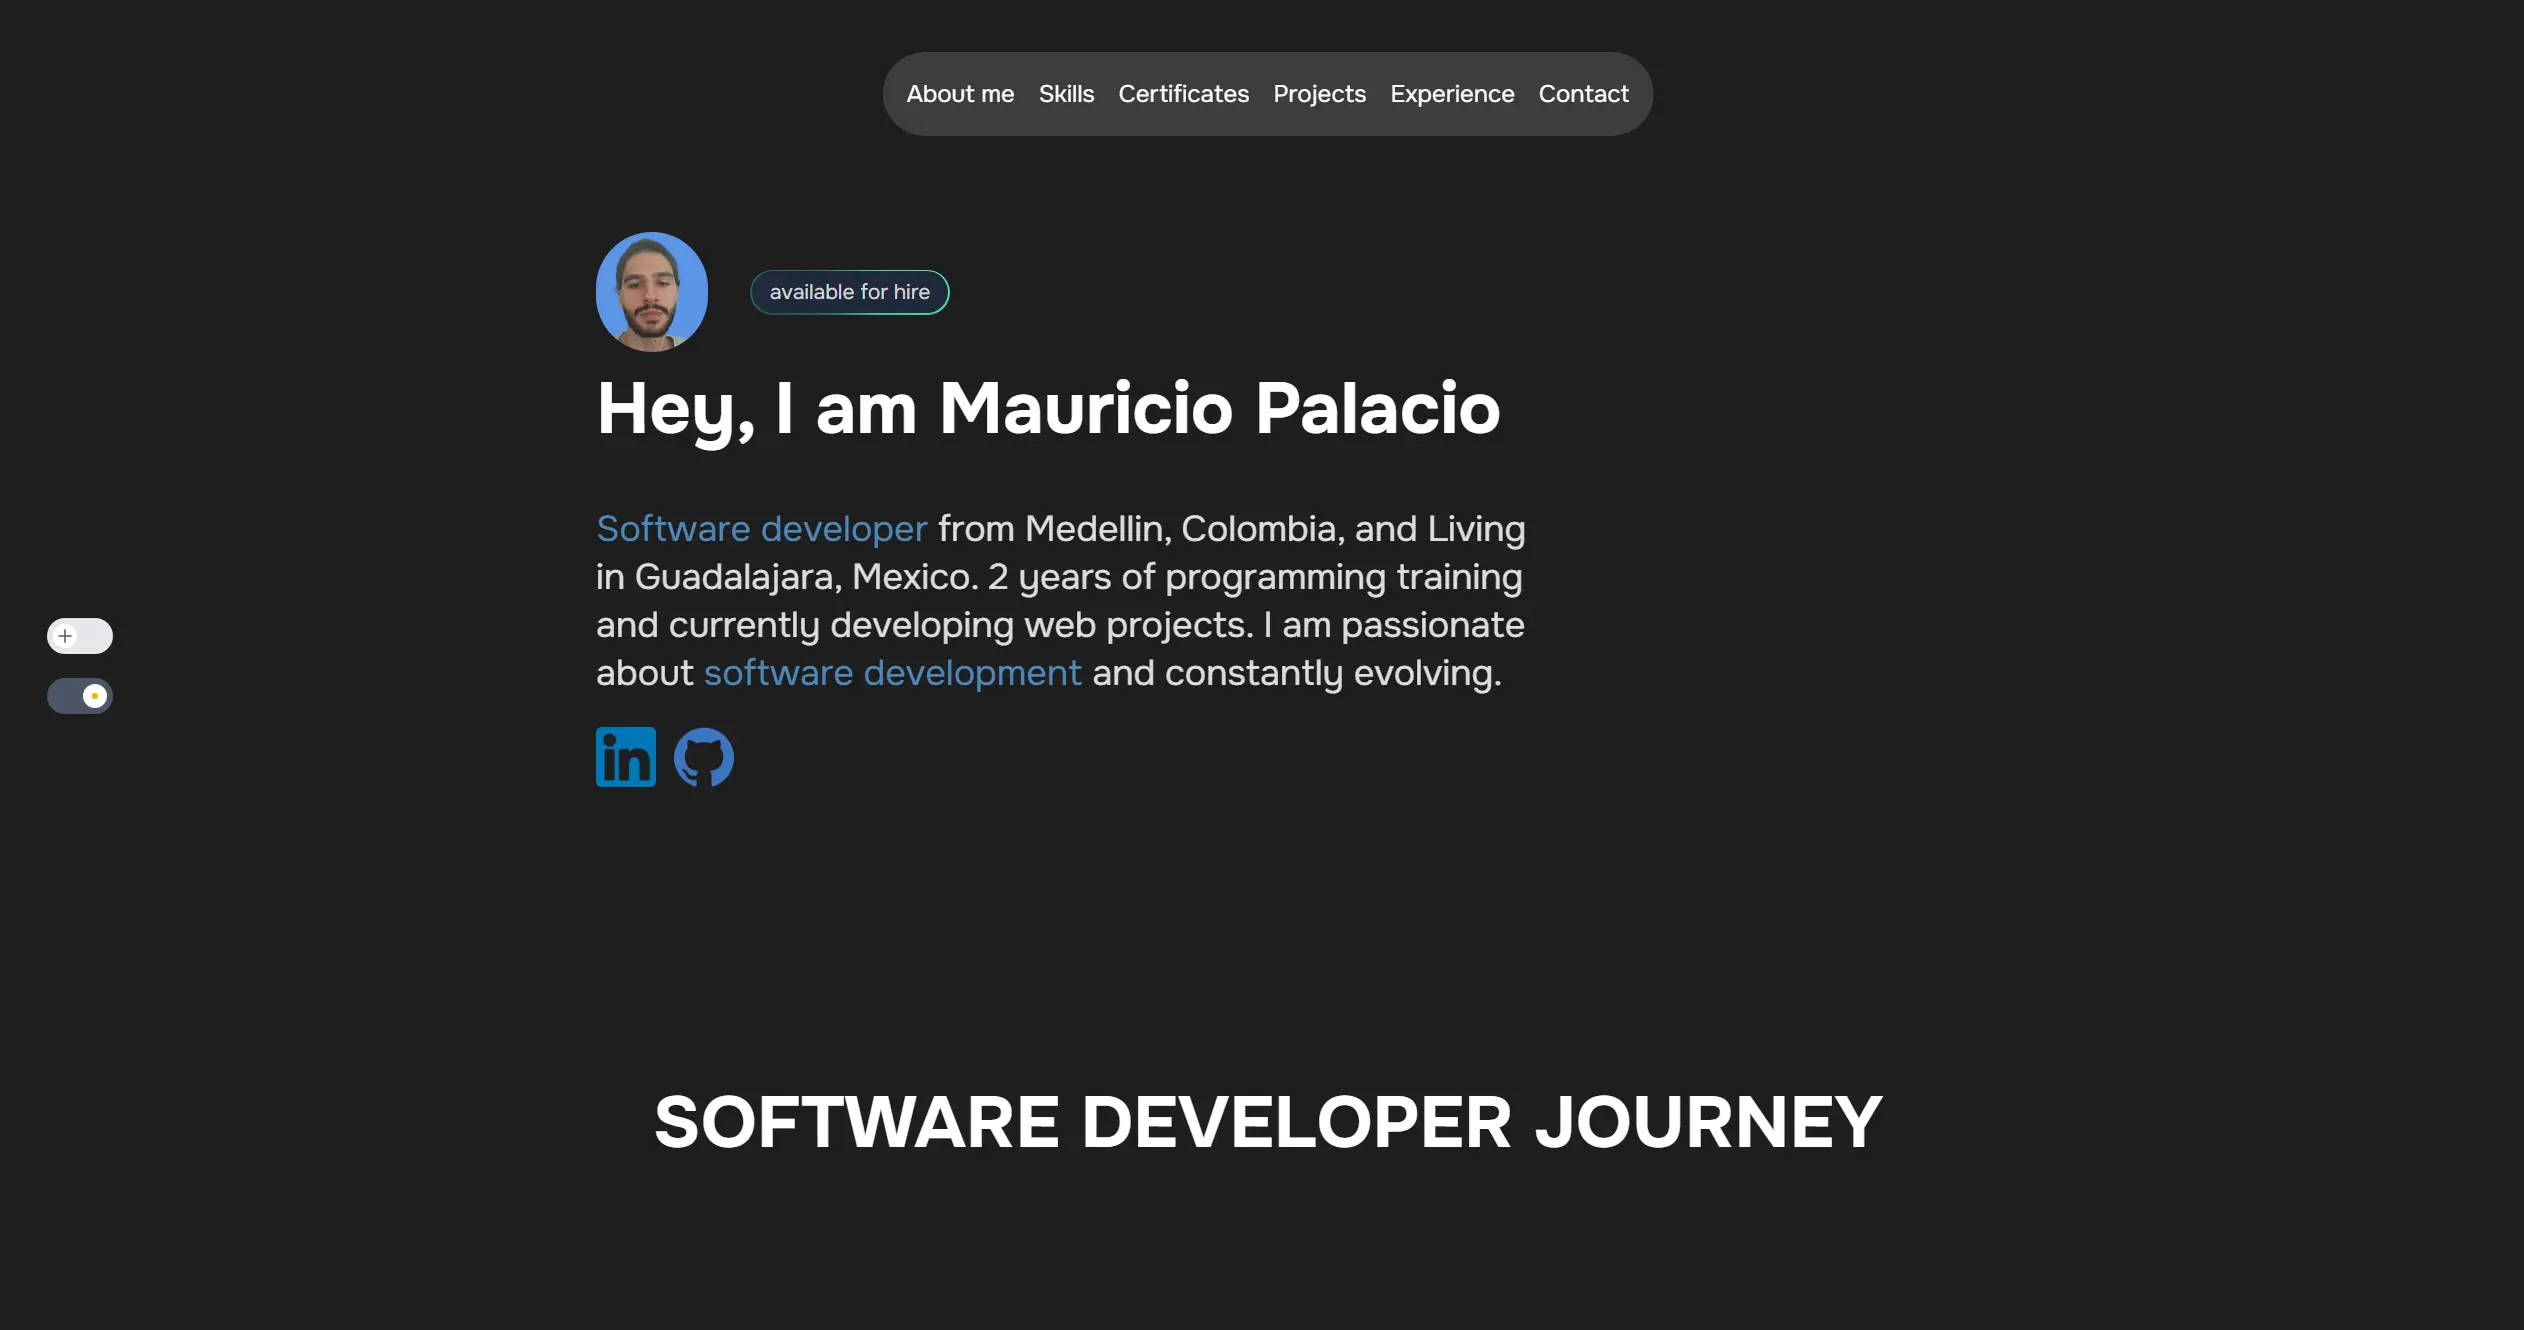 About me Skills Certificates Projects Experience Contact
available for hire
Hey, I am Mauricio Palacio
Software developer from Medellin, Colombia, and Living
in Guadalajara, Mexico. 2 years of programming training
and currently developing web projects. I am passionate
about software development and constantly evolving.
in
SOFTWARE DEVELOPER JOURNEY